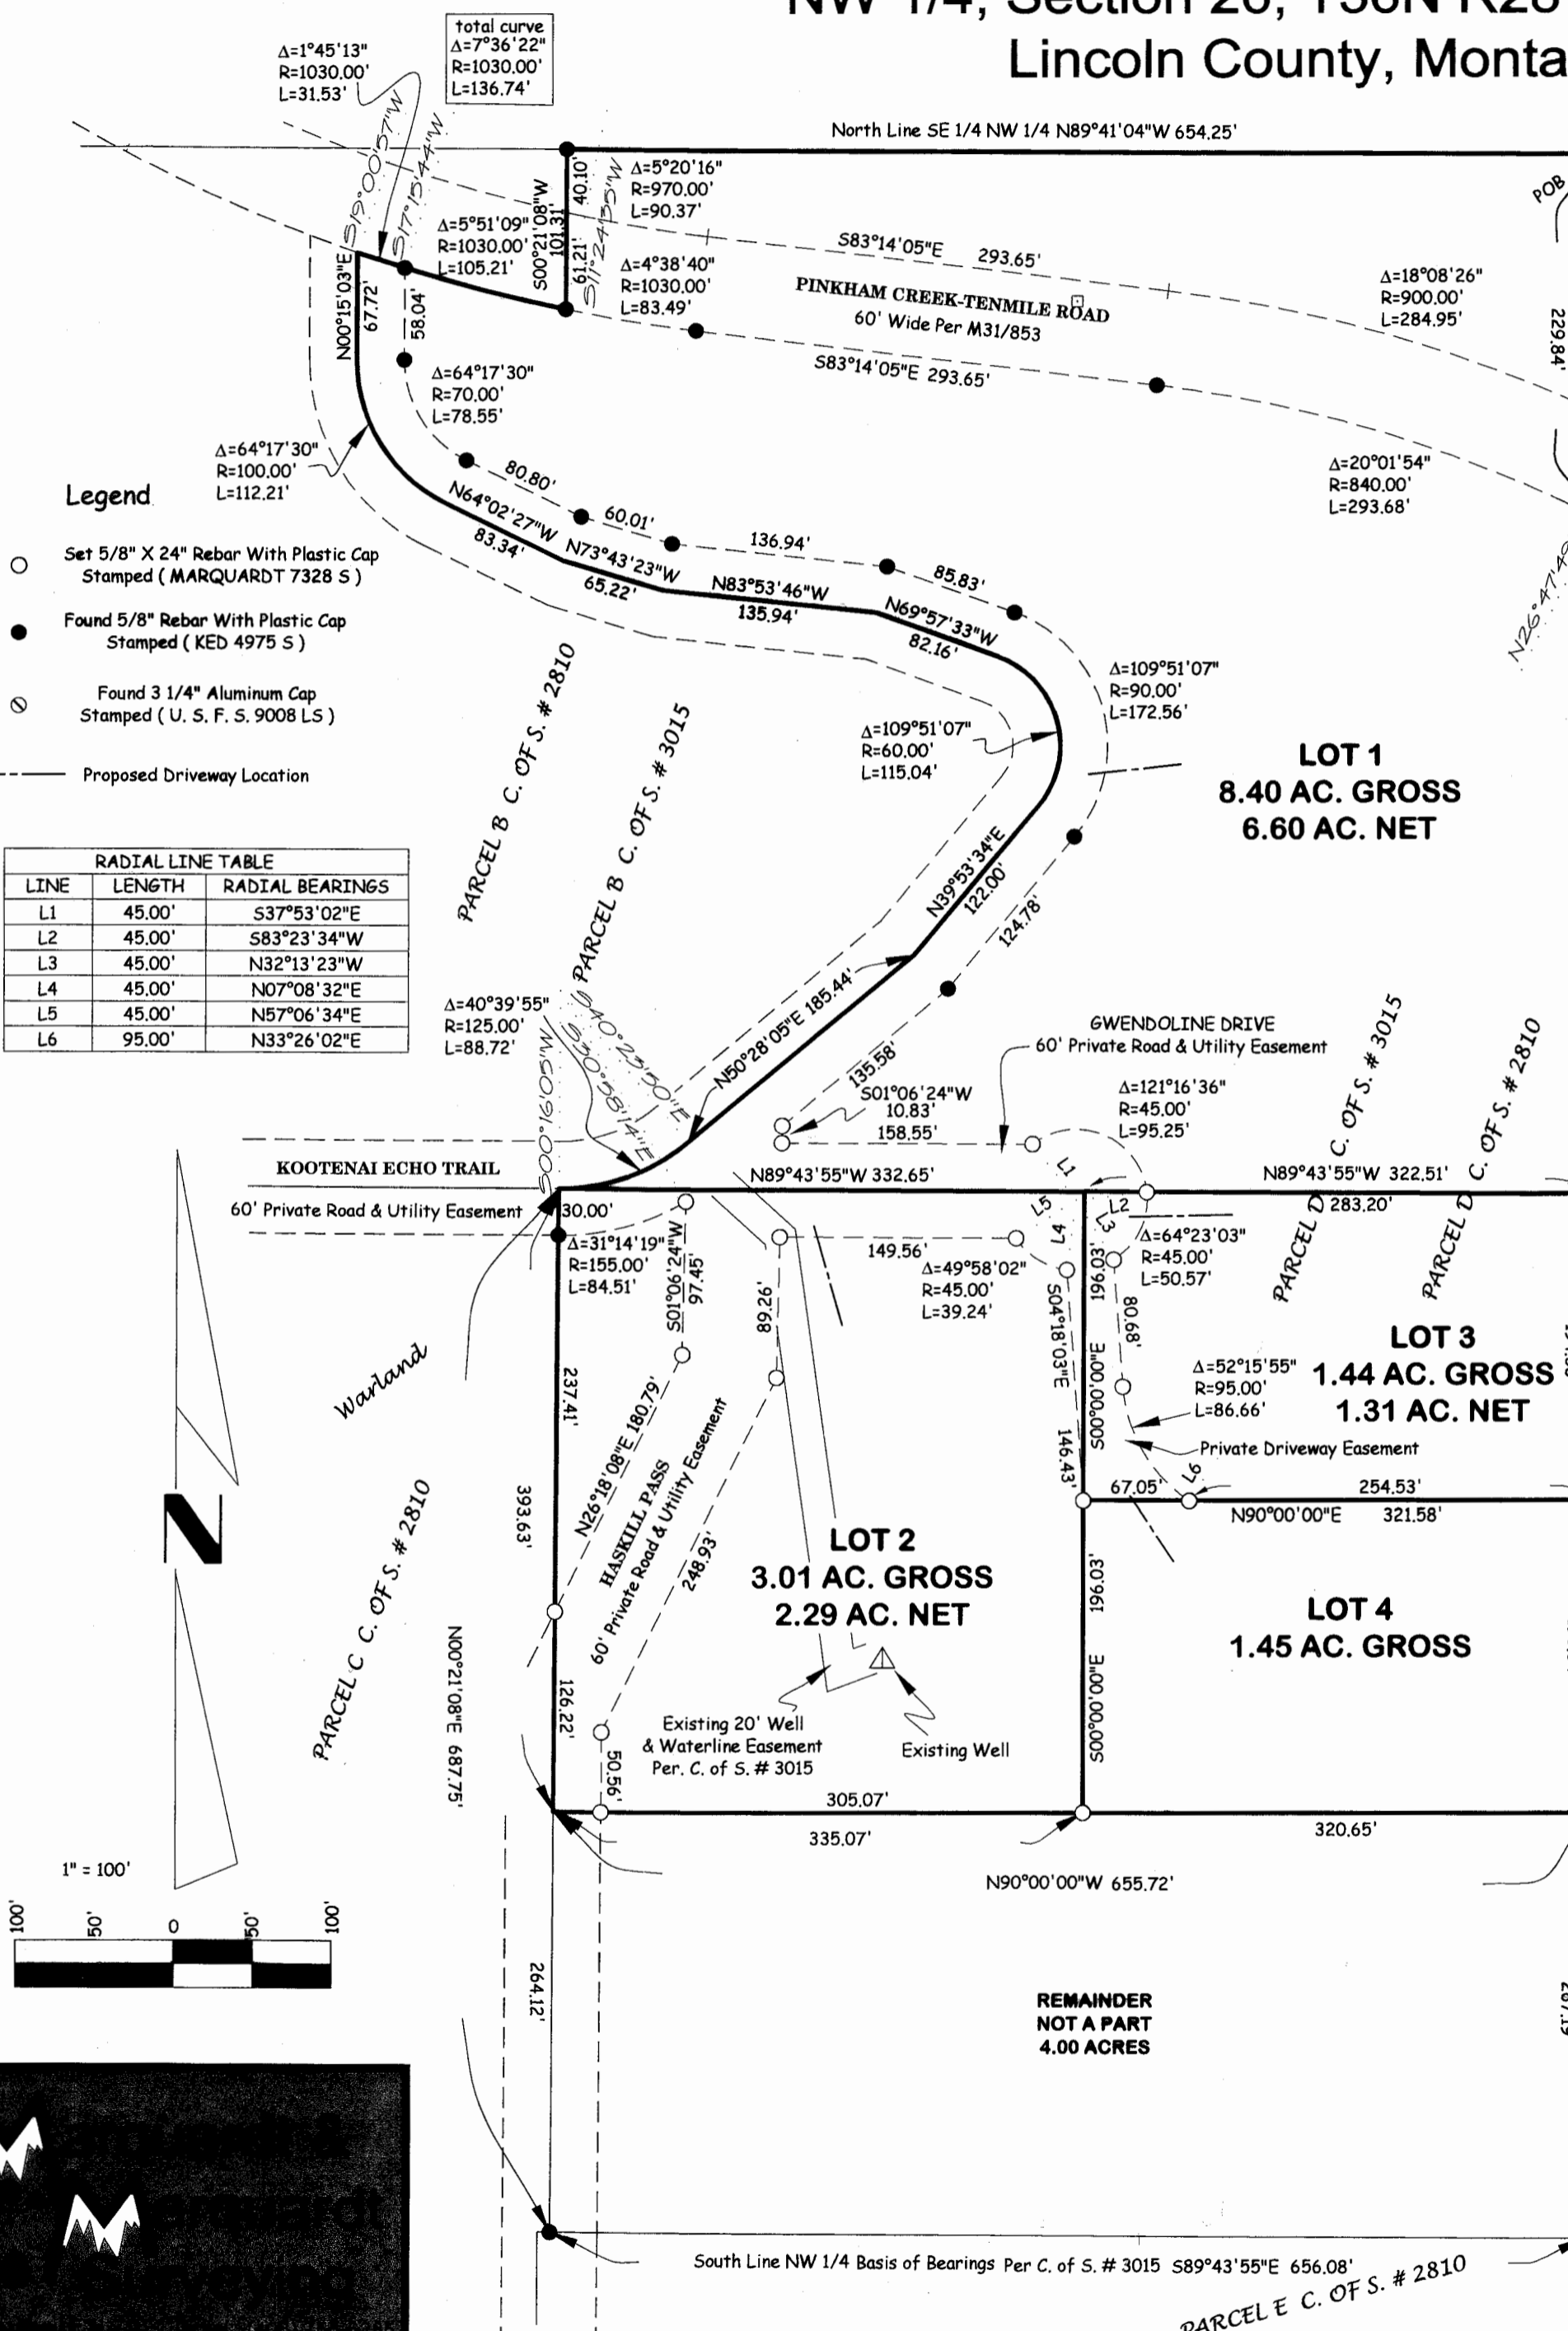 Lincoln County, Monta
total curve
Δ=7°36'22"
R=1030.00'
L=136.74'
Δ=1°45'13"
R=1030.00'
L=31.53'
S19°00'57"W
S17°15'44"W
North Line SE 1/4 NW 1/4 N89°41'04"W 654.25'
POB
40.10'
S00°21'08"W
101.31'
61.21'
S11°24'35"W
Δ=5°20'16"
R=970.00'
L=90.37'
Δ=5°51'09"
R=1030.00'
L=105.21'
Δ=4°38'40"
R=1030.00'
L=83.49'
S83°14'05"E 293.65'
PINKHAM CREEK-TENMILE ROAD
60' Wide Per M31/853
S83°14'05"E 293.65'
Δ=18°08'26"
R=900.00'
L=284.95'
229.84'
N00°15'03"E
67.72'
58.04'
Δ=64°17'30"
R=70.00'
L=78.55'
Δ=64°17'30"
R=100.00'
L=112.21'
Δ=20°01'54"
R=840.00'
L=293.68'
80.80'
60.01'
136.94'
85.83'
N64°02'27"W
83.34'
N73°43'23"W
65.22'
N83°53'46"W
135.94'
N69°57'33"W
82.16'
Legend
Set 5/8" X 24" Rebar With Plastic Cap
Stamped ( MARQUARDT 7328 S )
Found 5/8" Rebar With Plastic Cap
Stamped ( KED 4975 S )
Found 3 1/4" Aluminum Cap
Stamped ( U. S. F. S. 9008 LS )
Proposed Driveway Location
PARCEL B C. OF S. # 2810
PARCEL B C. OF S. # 3015
Δ=109°51'07"
R=90.00'
L=172.56'
Δ=109°51'07"
R=60.00'
L=115.04'
LOT 1
8.40 AC. GROSS
6.60 AC. NET
RADIAL LINE TABLE
LINE LENGTH RADIAL BEARINGS
L1 45.00' S37°53'02"E
L2 45.00' S83°23'34"W
L3 45.00' N32°13'23"W
L4 45.00' N07°08'32"E
L5 45.00' N57°06'34"E
L6 95.00' N33°26'02"E
N39°53'34"E
122.00'
124.78'
N50°28'05"E 185.44'
135.58'
Δ=40°39'55"
R=125.00'
L=88.72'
S00°16'05"W
S30°58'14"E
S40°23'50"E
S01°06'24"W
10.83'
158.55'
GWENDOLINE DRIVE
60' Private Road & Utility Easement
Δ=121°16'36"
R=45.00'
L=95.25'
C. OF S. # 3015
C. OF S. # 2810
PARCEL D
PARCEL D
KOOTENAI ECHO TRAIL
60' Private Road & Utility Easement
N89°43'55"W 332.65'
N89°43'55"W 322.51'
283.20'
30.00'
L1
L2
L3
L4
L5
Δ=31°14'19"
R=155.00'
L=84.51'
S01°06'24"W
97.45'
89.26'
149.56'
Δ=49°58'02"
R=45.00'
L=39.24'
Δ=64°23'03"
R=45.00'
L=50.57'
196.03'
S00°00'00"E
80.68'
S04°18'03"E
146.43'
LOT 3
1.44 AC. GROSS
1.31 AC. NET
Δ=52°15'55"
R=95.00'
L=86.66'
Private Driveway Easement
L6
67.05'
254.53'
N90°00'00"E 321.58'
Warland
237.41'
393.63'
N26°18'08"E 180.79'
HASKILL PASS
60' Private Road & Utility Easement
248.93'
LOT 2
3.01 AC. GROSS
2.29 AC. NET
196.03'
S00°00'00"E
LOT 4
1.45 AC. GROSS
N
PARCEL C C. OF S. # 2810
N00°21'08"E 687.75'
126.22'
50.56'
Existing 20' Well
& Waterline Easement
Per. C. of S. # 3015
Existing Well
305.07'
335.07'
320.65'
N90°00'00"W 655.72'
1" = 100'
100' 50' 0 50' 100'
264.12'
REMAINDER
NOT A PART
4.00 ACRES
South Line NW 1/4 Basis of Bearings Per C. of S. # 3015 S89°43'55"E 656.08'
PARCEL E C. OF S. # 2810